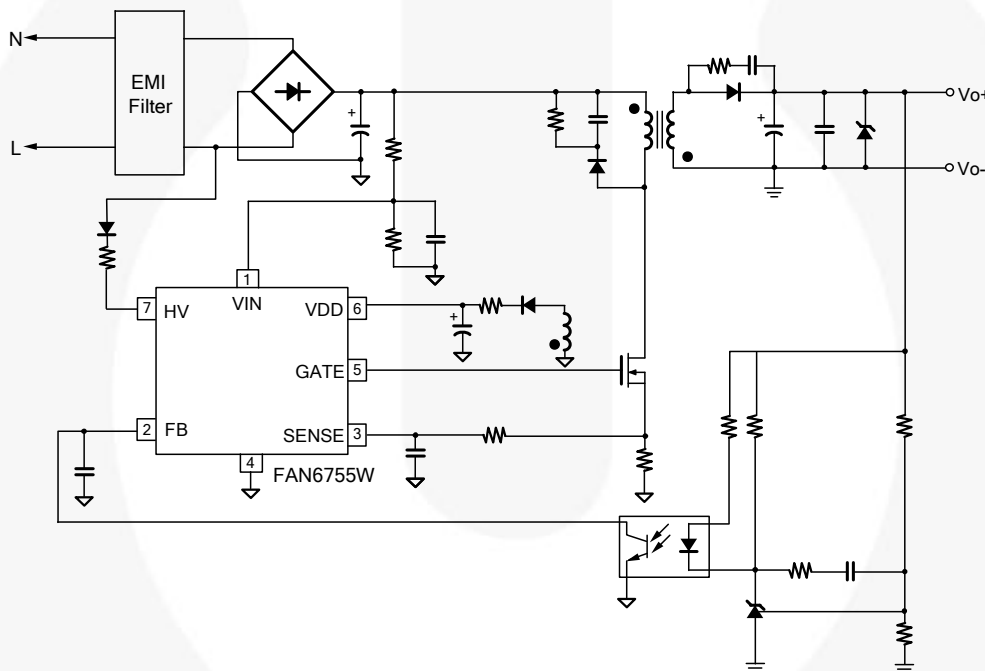 N
EMI
Filter
L
+
+
Vo+
Vo-
1
VIN
7
HV
VDD
6
+
GATE
5
2
FB
SENSE
3
4
FAN6755W